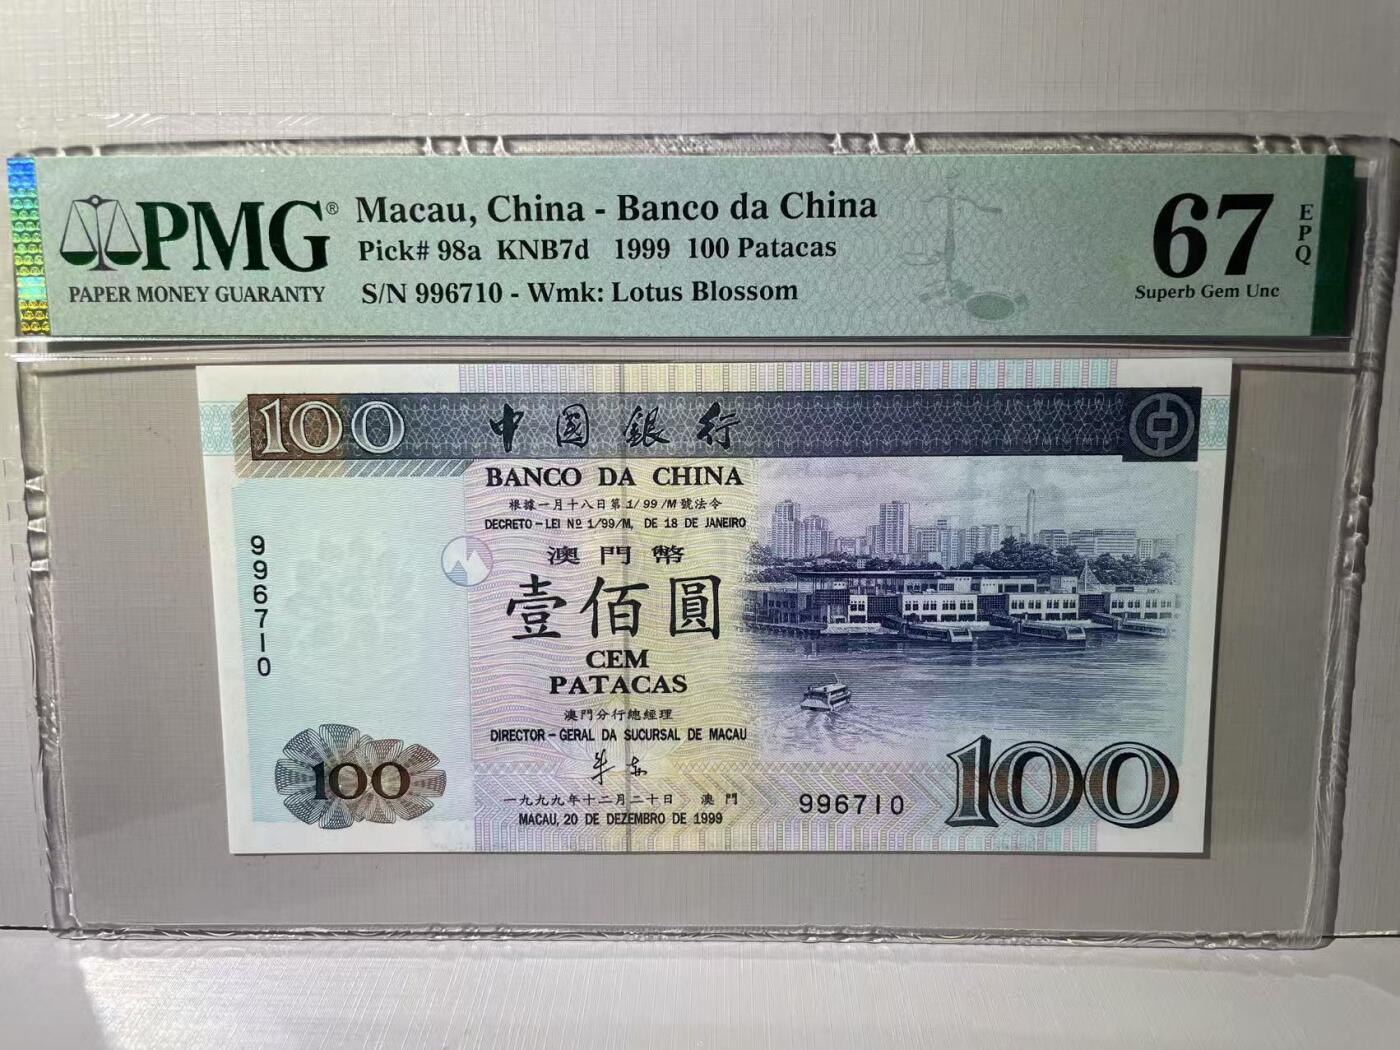 PMG®
PAPER MONEY GUARANTY
Macau, China - Banco da China
Pick# 98a KNB7d 1999 100 Patacas
S/N 996710 - Wmk: Lotus Blossom
67
EPQ
Superb Gem Unc
100
中國銀行
BANCO DA CHINA
根據一月十八日第1/99/M號法令
DECRETO-LEI Nº 1/99/M, DE 18 DE JANEIRO
996710
澳門幣
壹佰圓
CEM
PATACAS
澳門分行總經理
DIRECTOR-GERAL DA SUCURSAL DE MACAU
100
一九九九年十二月二十日 澳門
MACAU, 20 DE DEZEMBRO DE 1999
996710
100